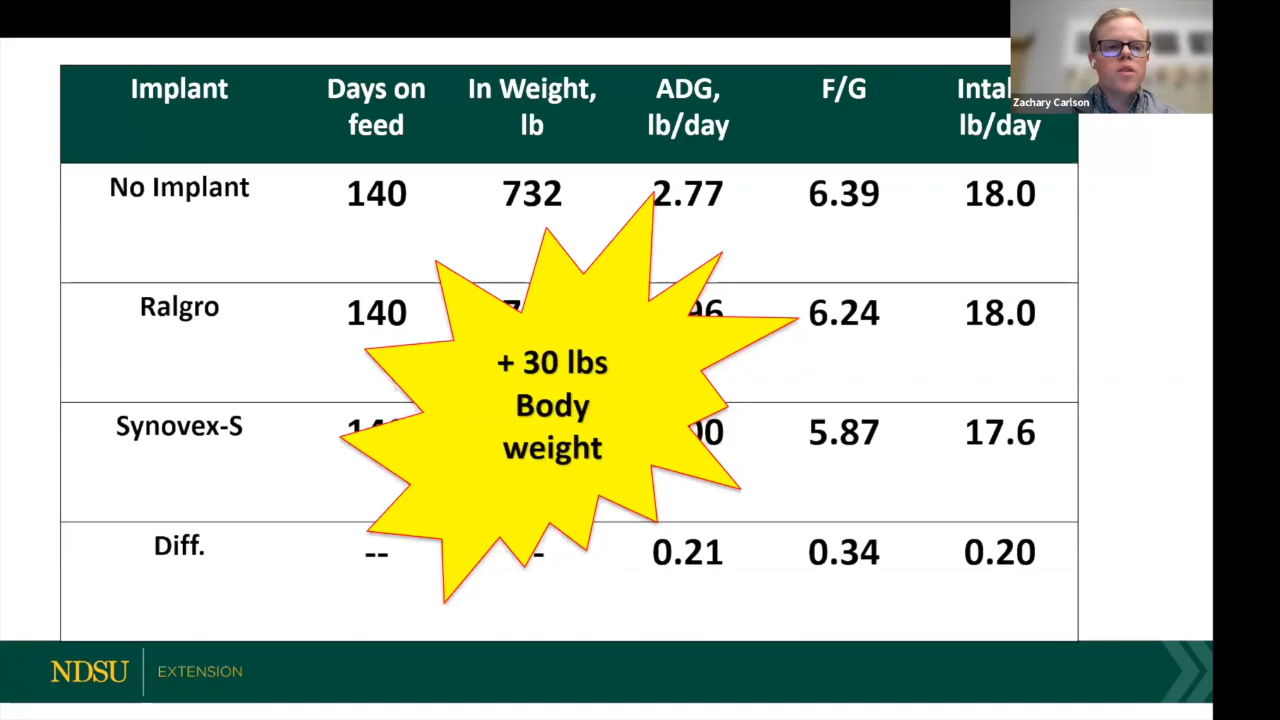 Implant
Days on
feed
In Weight,
lb
ADG,
lb/day
F/G
lb/day
Zachary Carlson
No Implant 140 732 2.77 6.39 18.0
Ralgro 140 6.24 18.0
+ 30 lbs
Body
weight
Synovex-S 5.87 17.6
Diff. -- 0.21 0.34 0.20
NDSU EXTENSION